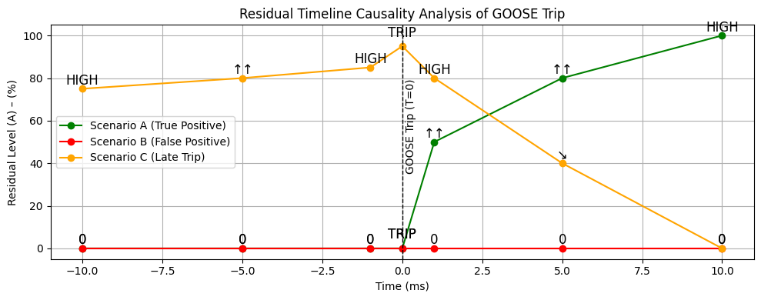 Residual Timeline Causality Analysis of GOOSE Trip
Residual Level (A) – (%)
100
80
60
40
20
0
HIGH
↑↑
HIGH
TRIP
HIGH
↘
0
↑↑
↑↑
HIGH
0
0
0
TRIP
0
0
0
GOOSE Trip (T=0)
Scenario A (True Positive)
Scenario B (False Positive)
Scenario C (Late Trip)
−10.0
−7.5
−5.0
−2.5
0.0
2.5
5.0
7.5
10.0
Time (ms)